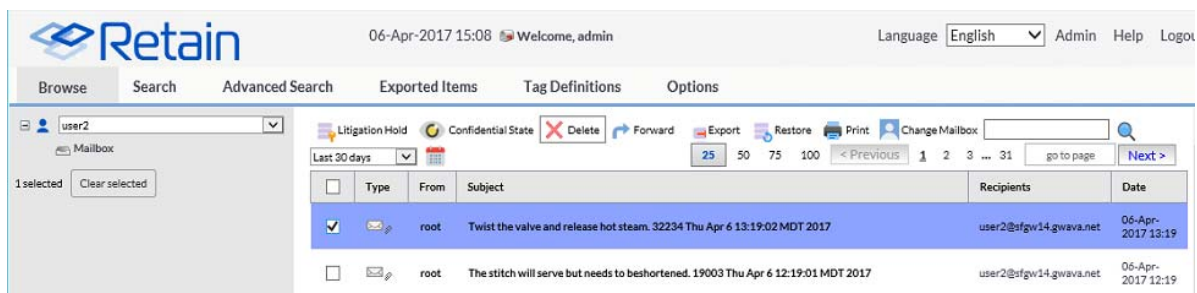 Retain
06-Apr-2017 15:08 Welcome, admin
Language English Admin Help Logou
Browse Search Advanced Search Exported Items Tag Definitions Options
user2
Mailbox
1 selected Clear selected
Litigation Hold Confidential State Delete Forward Export Restore Print Change Mailbox
Last 30 days 25 50 75 100 < Previous 1 2 3 ... 31 go to page Next >
Type From Subject Recipients Date
root Twist the valve and release hot steam. 32234 Thu Apr 6 13:19:02 MDT 2017 user2@sfgw14.gwava.net 06-Apr-
2017 13:19
root The stitch will serve but needs to beshortened. 19003 Thu Apr 6 12:19:01 MDT 2017 user2@sfgw14.gwava.net 06-Apr-
2017 12:19